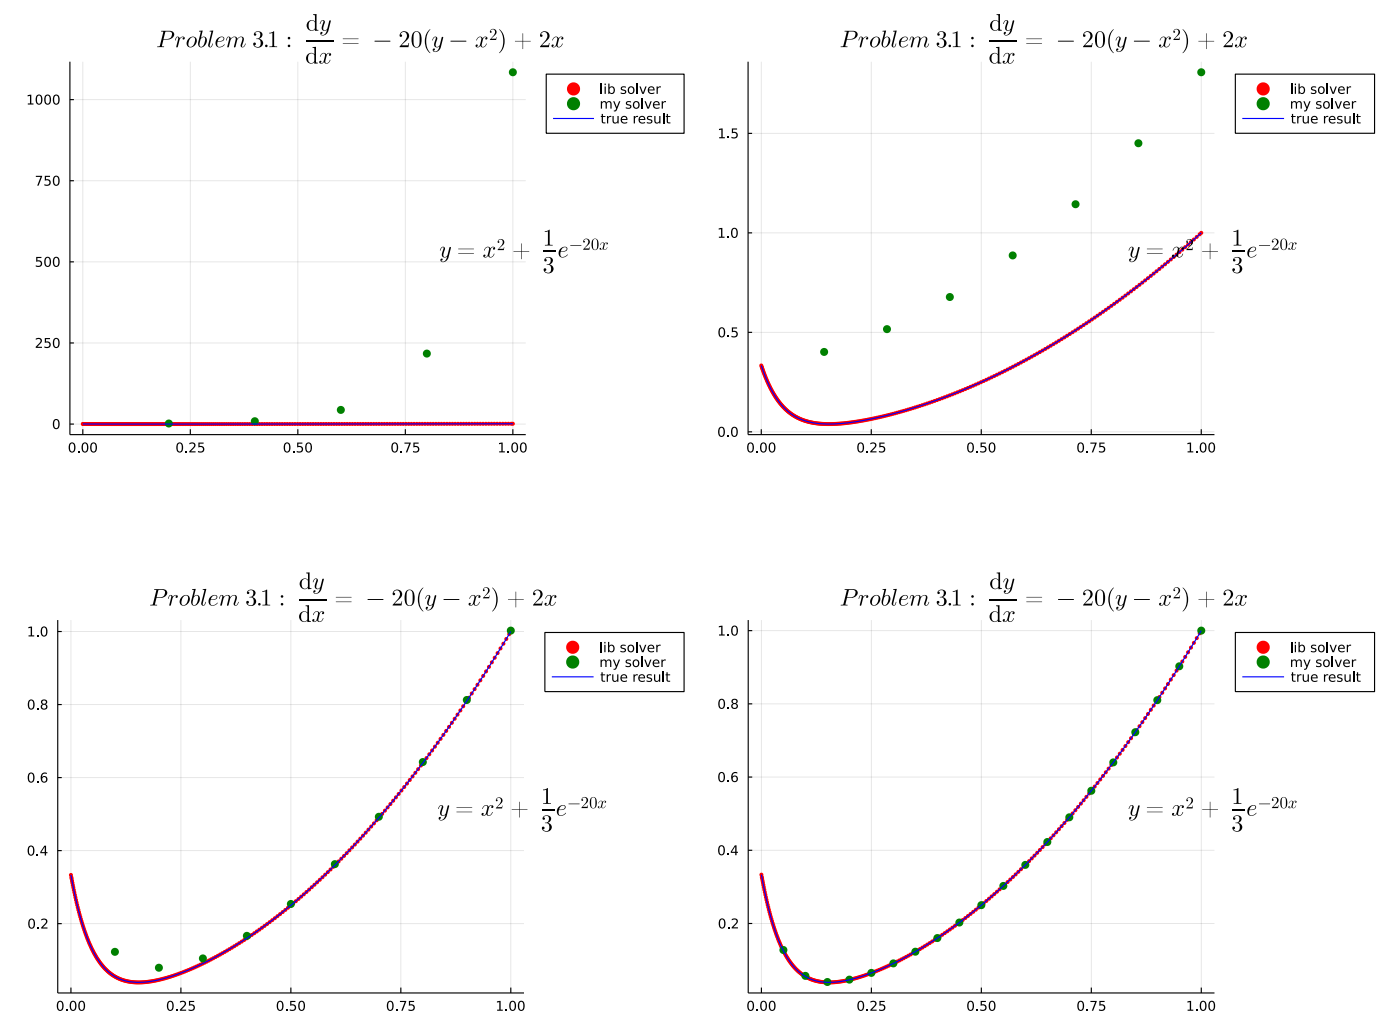 Problem 3.1 : dy/dx = − 20(y − x²) + 2x
1000
750
500
250
0
0.00 0.25 0.50 0.75 1.00
lib solver
my solver
true result
y = x² + 1/3 e^{−20x}
Problem 3.1 : dy/dx = − 20(y − x²) + 2x
1.5
1.0
0.5
0.0
0.00 0.25 0.50 0.75 1.00
lib solver
my solver
true result
y = x² + 1/3 e^{−20x}
Problem 3.1 : dy/dx = − 20(y − x²) + 2x
1.0
0.8
0.6
0.4
0.2
0.00 0.25 0.50 0.75 1.00
lib solver
my solver
true result
y = x² + 1/3 e^{−20x}
Problem 3.1 : dy/dx = − 20(y − x²) + 2x
1.0
0.8
0.6
0.4
0.2
0.00 0.25 0.50 0.75 1.00
lib solver
my solver
true result
y = x² + 1/3 e^{−20x}